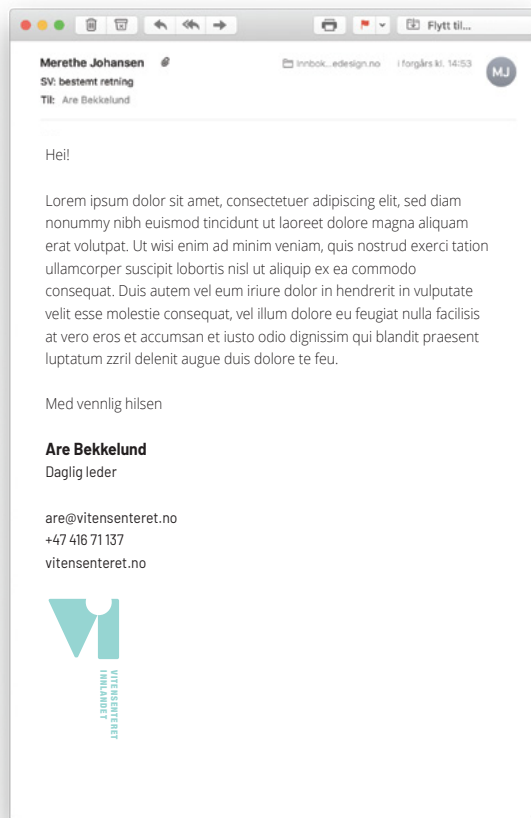 Flytt til...
Merethe Johansen
Innbok...edesign.no
i forgårs kl. 14:53
MJ
SV: bestemt retning
Til: Are Bekkelund
Hei!
Lorem ipsum dolor sit amet, consectetuer adipiscing elit, sed diam
nonummy nibh euismod tincidunt ut laoreet dolore magna aliquam
erat volutpat. Ut wisi enim ad minim veniam, quis nostrud exerci tation
ullamcorper suscipit lobortis nisl ut aliquip ex ea commodo
consequat. Duis autem vel eum iriure dolor in hendrerit in vulputate
velit esse molestie consequat, vel illum dolore eu feugiat nulla facilisis
at vero eros et accumsan et iusto odio dignissim qui blandit praesent
luptatum zzril delenit augue duis dolore te feu.
Med vennlig hilsen
Are Bekkelund
Daglig leder
are@vitensenteret.no
+47 416 71 137
vitensenteret.no
Vi
VITENSENTERET
INNLANDET